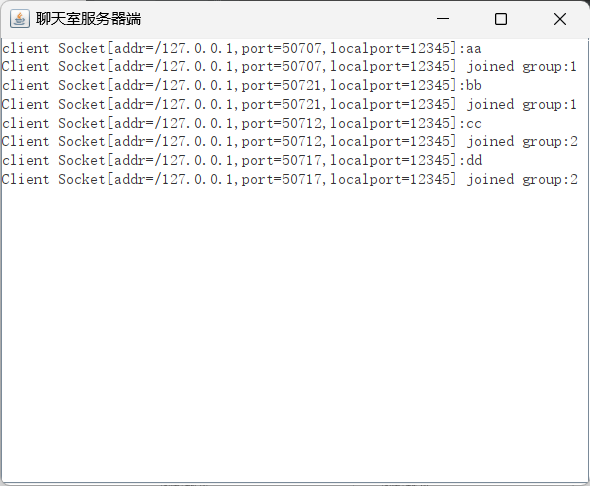 聊天室服务器端
client Socket[addr=/127.0.0.1,port=50707,localport=12345]:aa
Client Socket[addr=/127.0.0.1,port=50707,localport=12345] joined group:1
client Socket[addr=/127.0.0.1,port=50721,localport=12345]:bb
Client Socket[addr=/127.0.0.1,port=50721,localport=12345] joined group:1
client Socket[addr=/127.0.0.1,port=50712,localport=12345]:cc
Client Socket[addr=/127.0.0.1,port=50712,localport=12345] joined group:2
client Socket[addr=/127.0.0.1,port=50717,localport=12345]:dd
Client Socket[addr=/127.0.0.1,port=50717,localport=12345] joined group:2